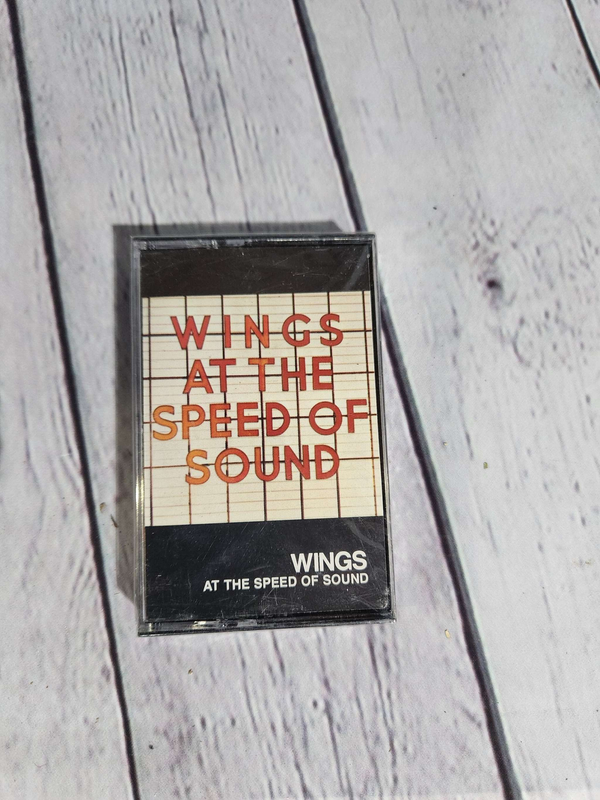 WINGS
AT THE
SPEED OF
SOUND
WINGS
AT THE SPEED OF SOUND